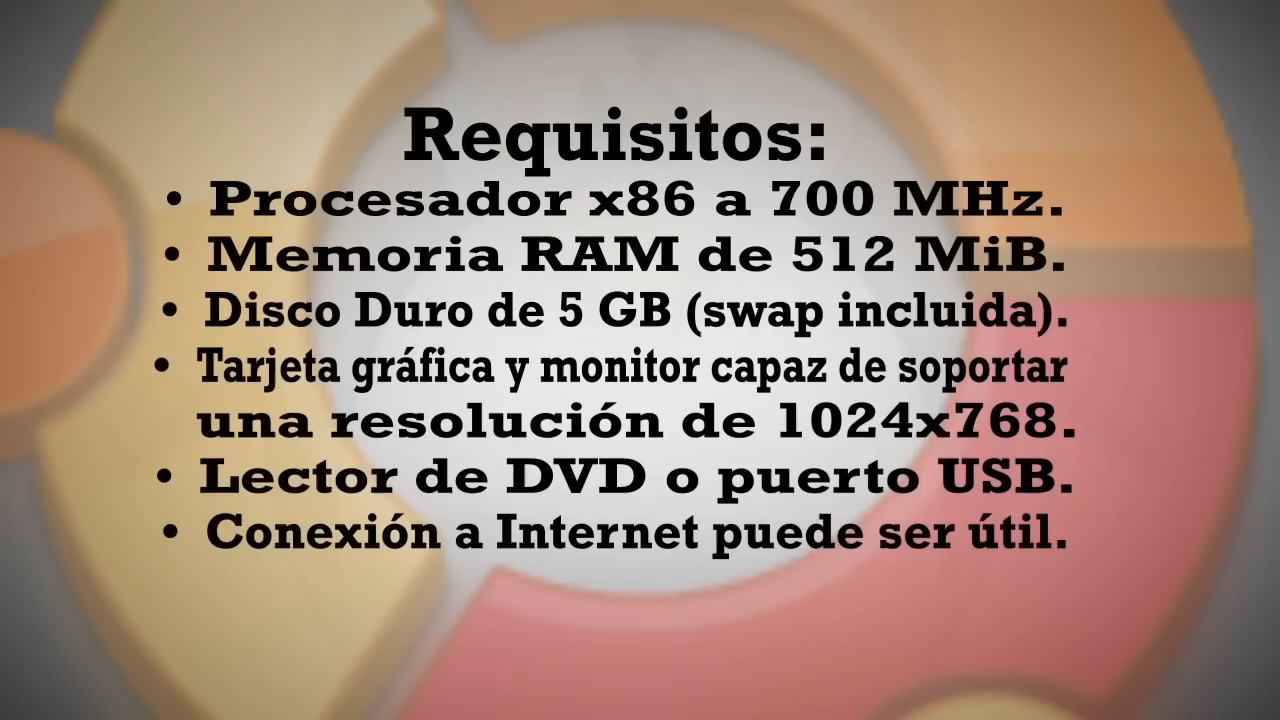 Requisitos:
• Procesador x86 a 700 MHz.
• Memoria RAM de 512 MiB.
• Disco Duro de 5 GB (swap incluida).
• Tarjeta gráfica y monitor capaz de soportar
una resolución de 1024x768.
• Lector de DVD o puerto USB.
• Conexión a Internet puede ser útil.